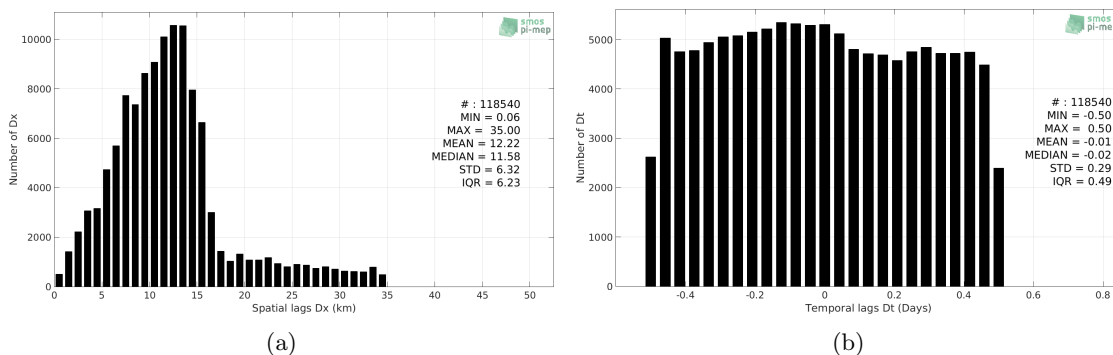 10000
8000
6000
4000
2000
0
Number of Dx
0 5 10 15 20 25 30 35 40 45 50
Spatial lags Dx (km)
smos
pi-mep
# : 118540
MIN = 0.06
MAX = 35.00
MEAN = 12.22
MEDIAN = 11.58
STD = 6.32
IQR = 6.23
(a)
5000
4000
3000
2000
1000
0
Number of Dt
-0.4 -0.2 0 0.2 0.4 0.6 0.8
Temporal lags Dt (Days)
smos
pi-mep
# : 118540
MIN = -0.50
MAX = 0.50
MEAN = -0.01
MEDIAN = -0.02
STD = 0.29
IQR = 0.49
(b)